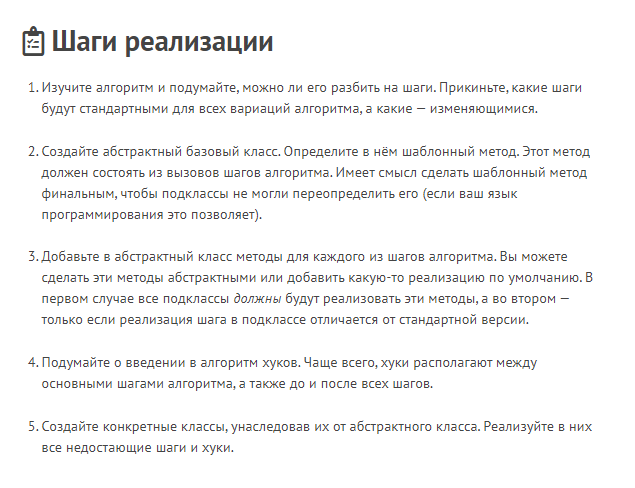 Шаги реализации
1. Изучите алгоритм и подумайте, можно ли его разбить на шаги. Прикиньте, какие шаги
будут стандартными для всех вариаций алгоритма, а какие — изменяющимися.
2. Создайте абстрактный базовый класс. Определите в нём шаблонный метод. Этот метод
должен состоять из вызовов шагов алгоритма. Имеет смысл сделать шаблонный метод
финальным, чтобы подклассы не могли переопределить его (если ваш язык
программирования это позволяет).
3. Добавьте в абстрактный класс методы для каждого из шагов алгоритма. Вы можете
сделать эти методы абстрактными или добавить какую-то реализацию по умолчанию. В
первом случае все подклассы должны будут реализовать эти методы, а во втором —
только если реализация шага в подклассе отличается от стандартной версии.
4. Подумайте о введении в алгоритм хуков. Чаще всего, хуки располагают между
основными шагами алгоритма, а также до и после всех шагов.
5. Создайте конкретные классы, унаследовав их от абстрактного класса. Реализуйте в них
все недостающие шаги и хуки.